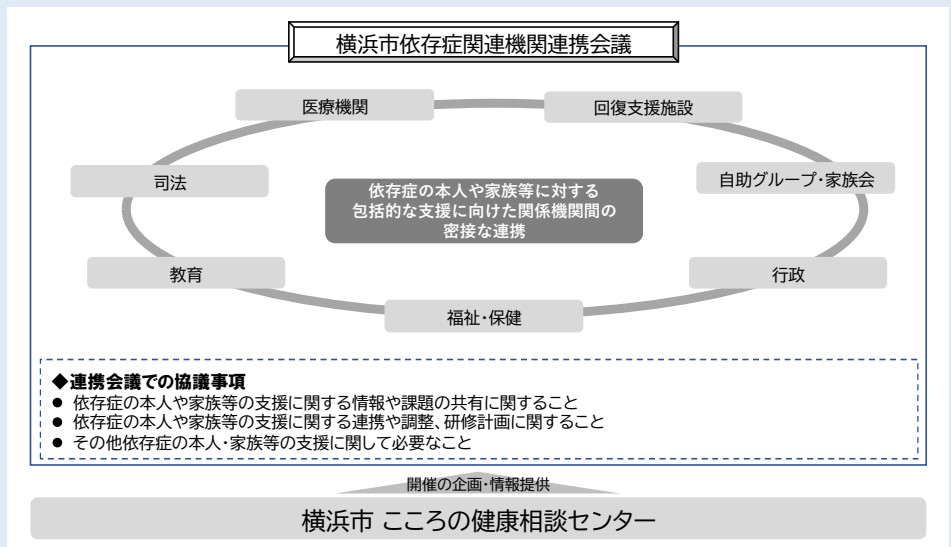 横浜市依存症関連機関連携会議
医療機関
回復支援施設
司法
自助グループ・家族会
依存症の本人や家族等に対する
包括的な支援に向けた関係機関間の
密接な連携
教育
行政
福祉・保健
◆連携会議での協議事項
● 依存症の本人や家族等の支援に関する情報や課題の共有に関すること
● 依存症の本人や家族等の支援に関する連携や調整、研修計画に関すること
● その他依存症の本人・家族等の支援に関して必要なこと
開催の企画・情報提供
横浜市 こころの健康相談センター